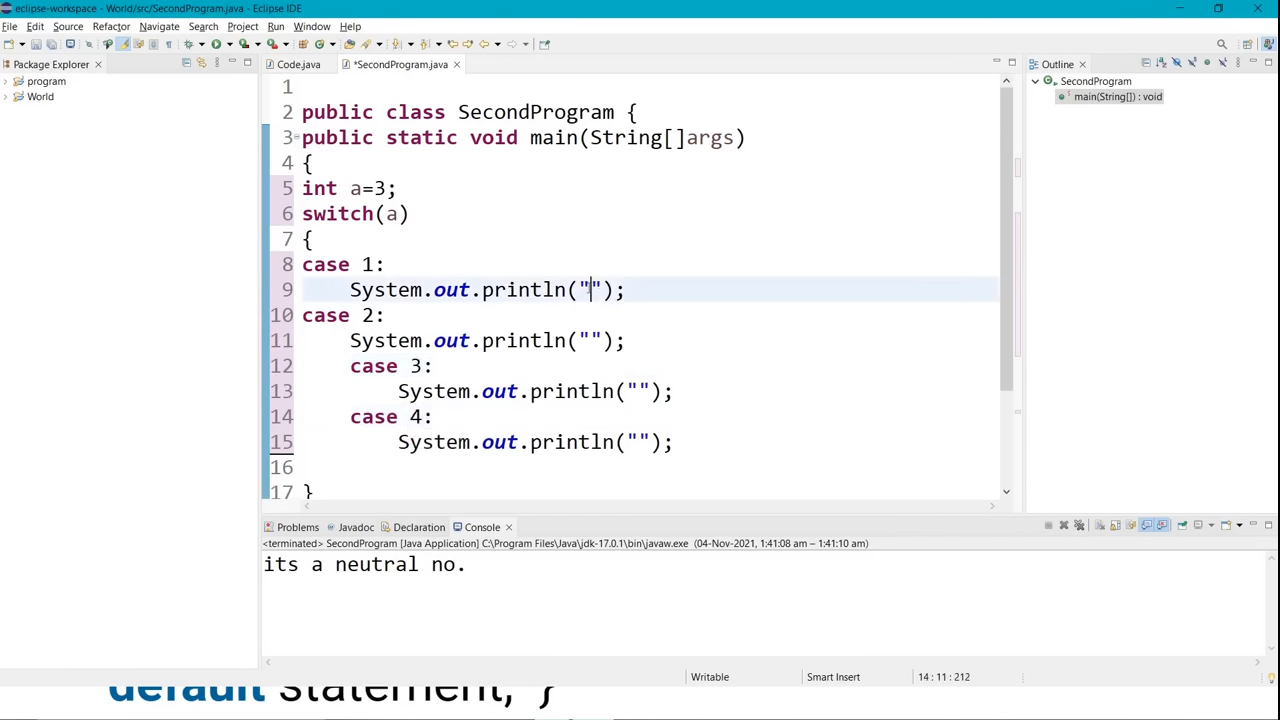 eclipse-workspace - World/src/SecondProgram.java - Eclipse IDE
File Edit Source Refactor Navigate Search Project Run Window Help
Package Explorer
Code.java
*SecondProgram.java
Outline
program
World
SecondProgram
main(String[]) : void
1
2 public class SecondProgram {
3 public static void main(String[]args)
4 {
5 int a=3;
6 switch(a)
7 {
8 case 1:
9 System.out.println("");
10 case 2:
11 System.out.println("");
12 case 3:
13 System.out.println("");
14 case 4:
15 System.out.println("");
16
17 }
Problems Javadoc Declaration Console
<terminated> SecondProgram [Java Application] C:\Program Files\Java\jdk-17.0.1\bin\javaw.exe (04-Nov-2021, 1:41:08 am – 1:41:10 am)
its a neutral no.
Writable Smart Insert 14 : 11 : 212
default statement; }